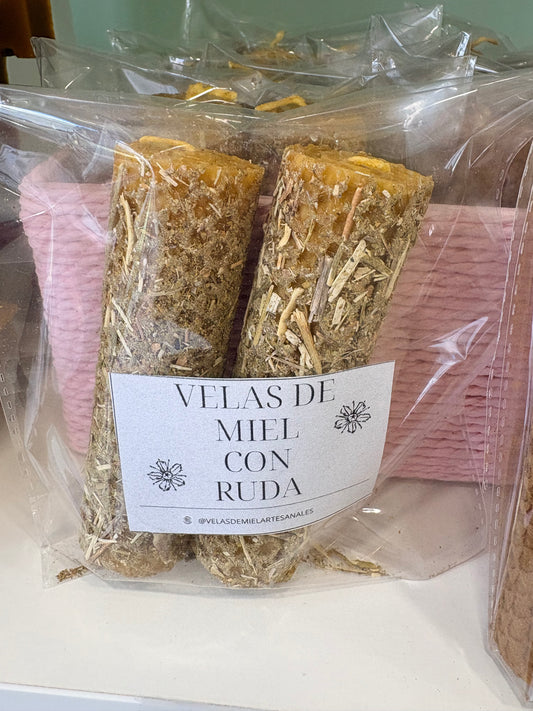 VELAS DE
MIEL
CON
RUDA
@VELASDEMIELARTESANALES